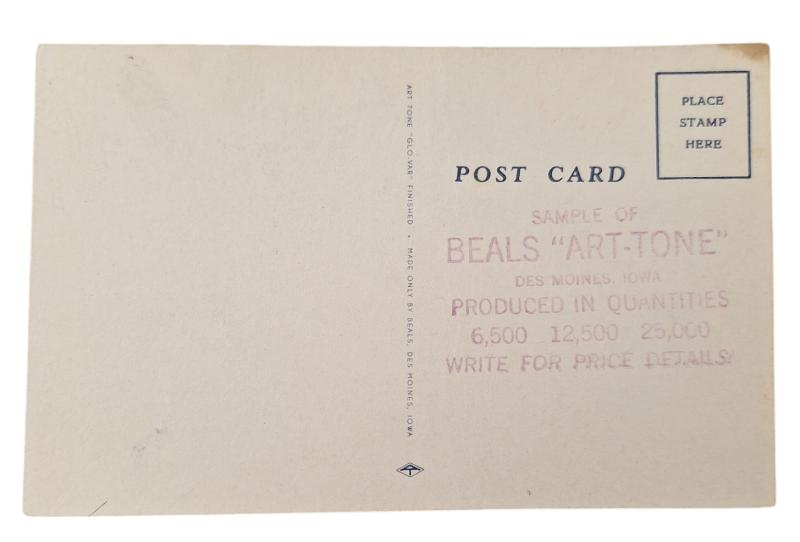 ART TONE "GLO-VAR" FINISHED • MADE ONLY BY BEALS, DES MOINES, IOWA
PLACE
STAMP
HERE
POST CARD
SAMPLE OF
BEALS "ART-TONE"
DES MOINES, IOWA
PRODUCED IN QUANTITIES
6,500 12,500 25,000
WRITE FOR PRICE DETAILS